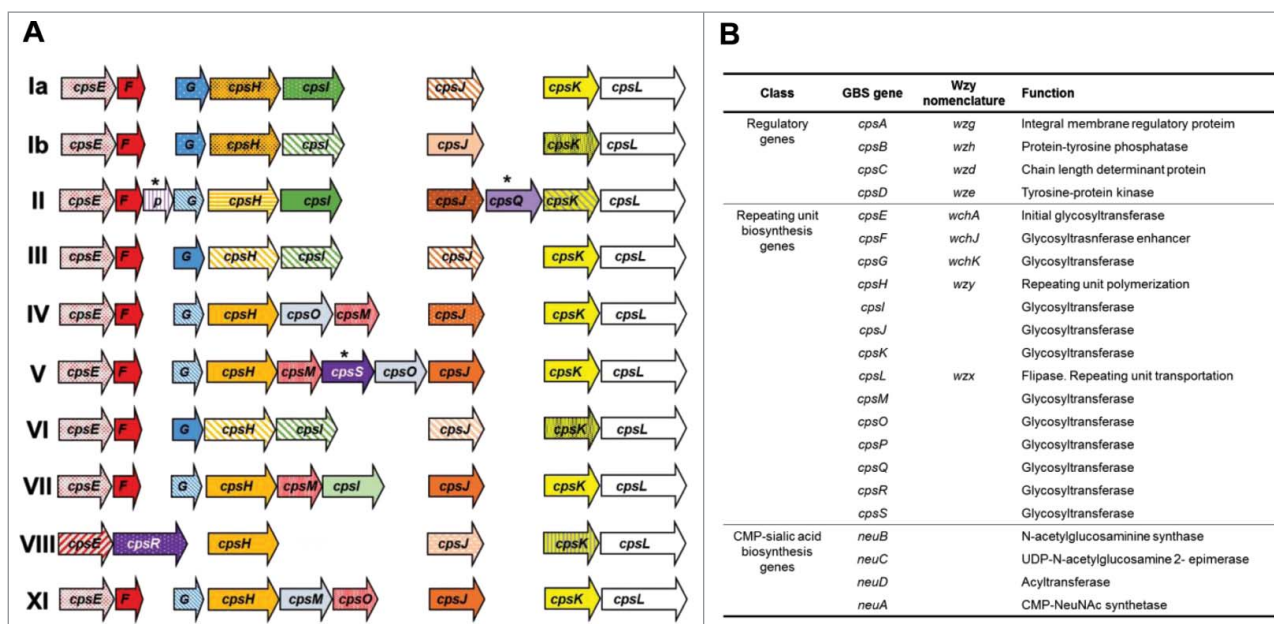 A
Ia cpsE F G cpsH cpsI cpsJ cpsK cpsL
Ib cpsE F G cpsH cpsI cpsJ cpsK cpsL
* *
II cpsE F p G cpsH cpsI cpsJ cpsQ cpsK cpsL
III cpsE F G cpsH cpsI cpsJ cpsK cpsL
IV cpsE F G cpsH cpsO cpsM cpsJ cpsK cpsL
*
V cpsE F G cpsH cpsM cpsS cpsO cpsJ cpsK cpsL
VI cpsE F G cpsH cpsI cpsJ cpsK cpsL
VII cpsE F G cpsH cpsM cpsI cpsJ cpsK cpsL
VIII cpsE cpsR cpsH cpsJ cpsK cpsL
XI cpsE F G cpsH cpsM cpsO cpsJ cpsK cpsL
B
Class GBS gene Wzy nomenclature Function
Regulatory genes cpsA wzg Integral membrane regulatory proteim
cpsB wzh Protein-tyrosine phosphatase
cpsC wzd Chain length determinant protein
cpsD wze Tyrosine-protein kinase
Repeating unit biosynthesis genes cpsE wchA Initial glycosyltransferase
cpsF wchJ Glycosyltrasnferase enhancer
cpsG wchK Glycosyltransferase
cpsH wzy Repeating unit polymerization
cpsI Glycosyltransferase
cpsJ Glycosyltransferase
cpsK Glycosyltransferase
cpsL wzx Flipase. Repeating unit transportation
cpsM Glycosyltransferase
cpsO Glycosyltransferase
cpsP Glycosyltransferase
cpsQ Glycosyltransferase
cpsR Glycosyltransferase
cpsS Glycosyltransferase
CMP-sialic acid biosynthesis genes neuB N-acetylglucosaminine synthase
neuC UDP-N-acetylglucosamine 2- epimerase
neuD Acyltransferase
neuA CMP-NeuNAc synthetase